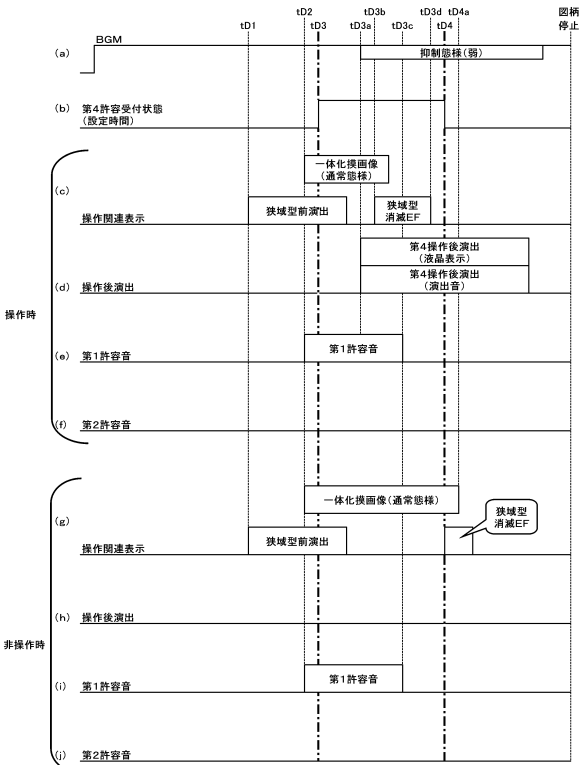 tD2 tD3b tD3d tD4a 図柄
tD1 tD3 tD3a tD3c tD4 停止
BGM
(a) 抑制態様(弱)
(b) 第4許容受付状態
(設定時間)
操作時
一体化摸画像
(通常態様)
(c)
狭域型前演出
狭域型
消滅EF
操作関連表示
第4操作後演出
(液晶表示)
第4操作後演出
(演出音)
(d) 操作後演出
第1許容音
(e) 第1許容音
(f) 第2許容音
非操作時
一体化摸画像(通常態様)
狭域型
消滅EF
(g)
狭域型前演出
操作関連表示
(h) 操作後演出
第1許容音
(i) 第1許容音
(j) 第2許容音